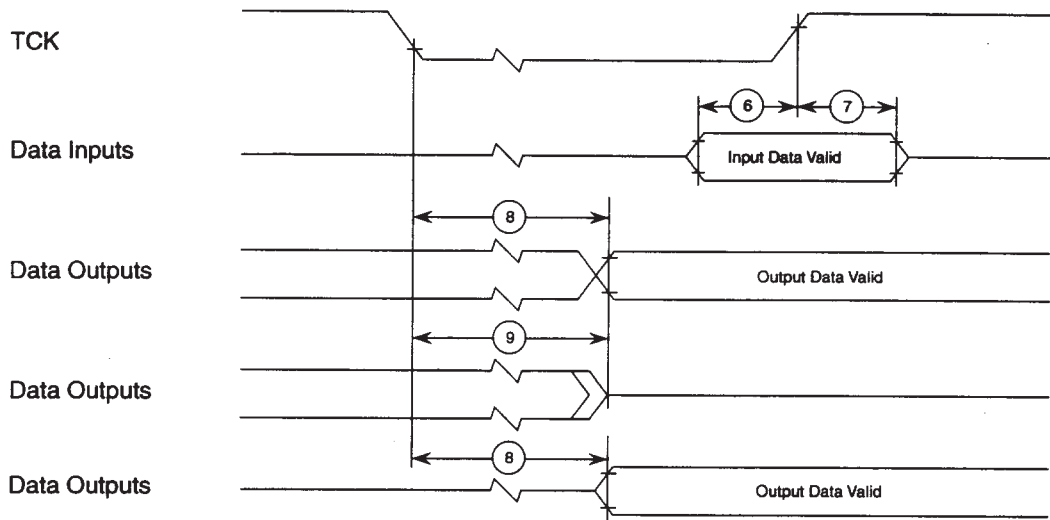 TCK
6
7
Data Inputs
Input Data Valid
8
Data Outputs
Output Data Valid
9
Data Outputs
8
Data Outputs
Output Data Valid